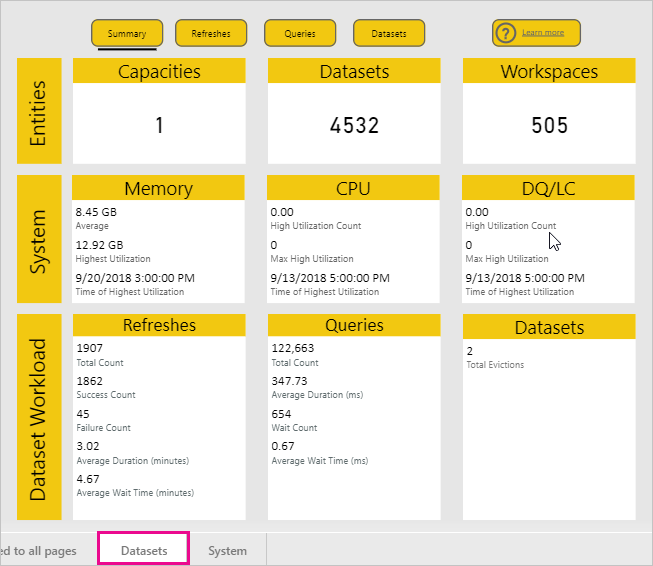 Summary
Refreshes
Queries
Datasets
?
Learn more
Entities
Capacities
1
Datasets
4532
Workspaces
505
System
Memory
8.45 GB
Average
12.92 GB
Highest Utilization
9/20/2018 3:00:00 PM
Time of Highest Utilization
CPU
0.00
High Utilization Count
0
Max High Utilization
9/13/2018 5:00:00 PM
Time of Highest Utilization
DQ/LC
0.00
High Utilization Count
0
Max High Utilization
9/13/2018 5:00:00 PM
Time of Highest Utilization
Dataset Workload
Refreshes
1907
Total Count
1862
Success Count
45
Failure Count
3.02
Average Duration (minutes)
4.67
Average Wait Time (minutes)
Queries
122,663
Total Count
347.73
Average Duration (ms)
654
Wait Count
0.67
Average Wait Time (ms)
Datasets
2
Total Evictions
ed to all pages
Datasets
System